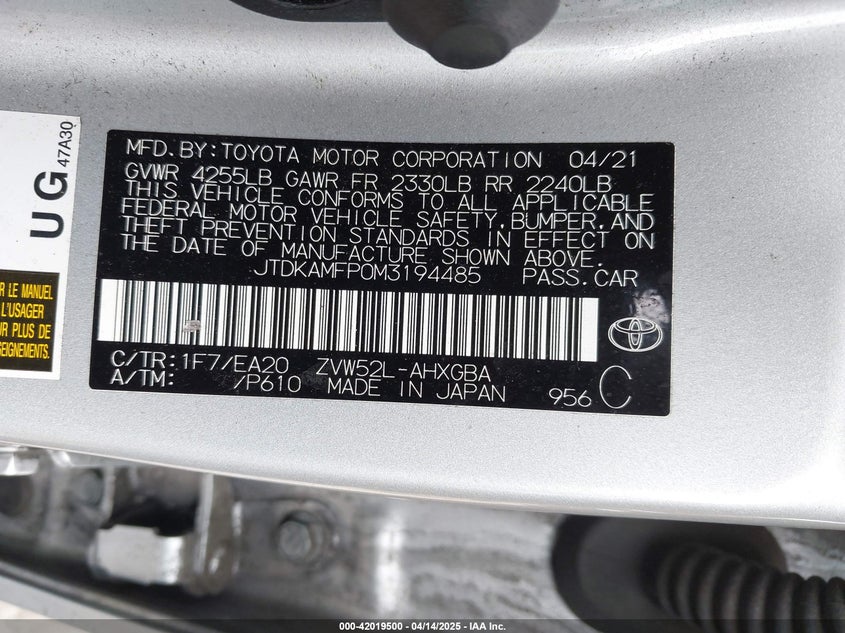 MFD.BY:TOYOTA MOTOR CORPORATION 04/21
GVWR 4255LB GAWR FR 2330LB RR 2240LB
THIS VEHICLE CONFORMS TO ALL APPLICABLE
FEDERAL MOTOR VEHICLE SAFETY,BUMPER,AND
THEFT PREVENTION STANDARDS IN EFFECT ON
THE DATE OF MANUFACTURE SHOWN ABOVE.
JTDKAMFP0M3194485 PASS.CAR
C/TR:1F7/EA20 ZVW52L-AHXGBA
A/TM: /P610 MADE IN JAPAN 956 C
UG 47A30
R LE MANUEL
L'USAGER
UR PLUS DE
SEIGNEMENTS.
000-42019500 - 04/14/2025 - IAA Inc.